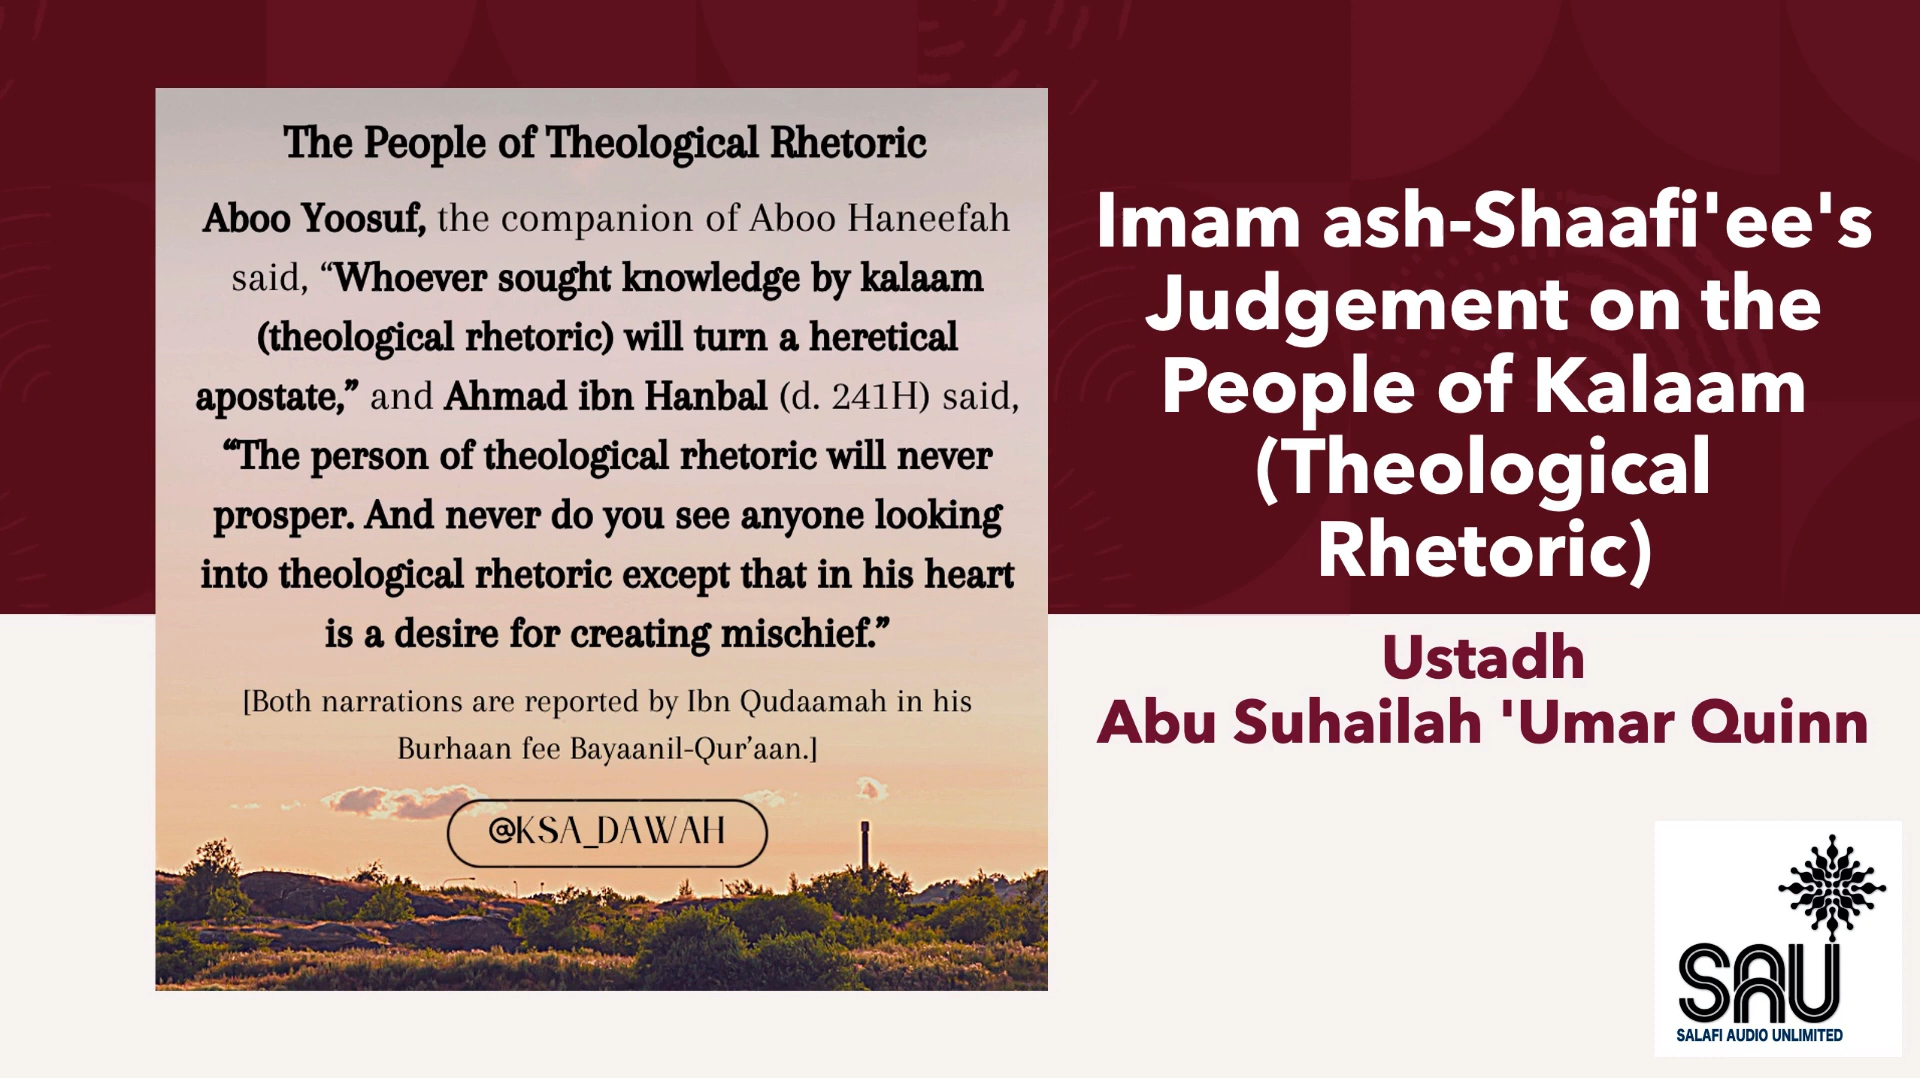 The People of Theological Rhetoric
Aboo Yoosuf, the companion of Aboo Haneefah
said, “Whoever sought knowledge by kalaam
(theological rhetoric) will turn a heretical
apostate,” and Ahmad ibn Hanbal (d. 241H) said,
“The person of theological rhetoric will never
prosper. And never do you see anyone looking
into theological rhetoric except that in his heart
is a desire for creating mischief.”
[Both narrations are reported by Ibn Qudaamah in his
Burhaan fee Bayaanil-Qur’aan.]
@KSA_DAWAH
Imam ash-Shaafi'ee's
Judgement on the
People of Kalaam
(Theological
Rhetoric)
Ustadh
Abu Suhailah 'Umar Quinn
SAU
SALAFI AUDIO UNLIMITED